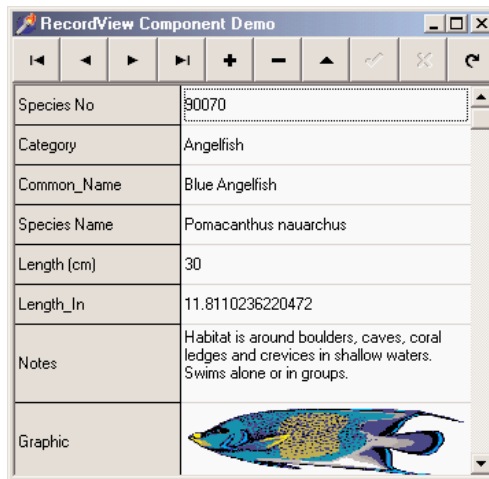 RecordView Component Demo
Species No 90070
Category Angelfish
Common_Name Blue Angelfish
Species Name Pomacanthus nauarchus
Length (cm) 30
Length_In 11.8110236220472
Notes Habitat is around boulders, caves, coral
ledges and crevices in shallow waters.
Swims alone or in groups.
Graphic